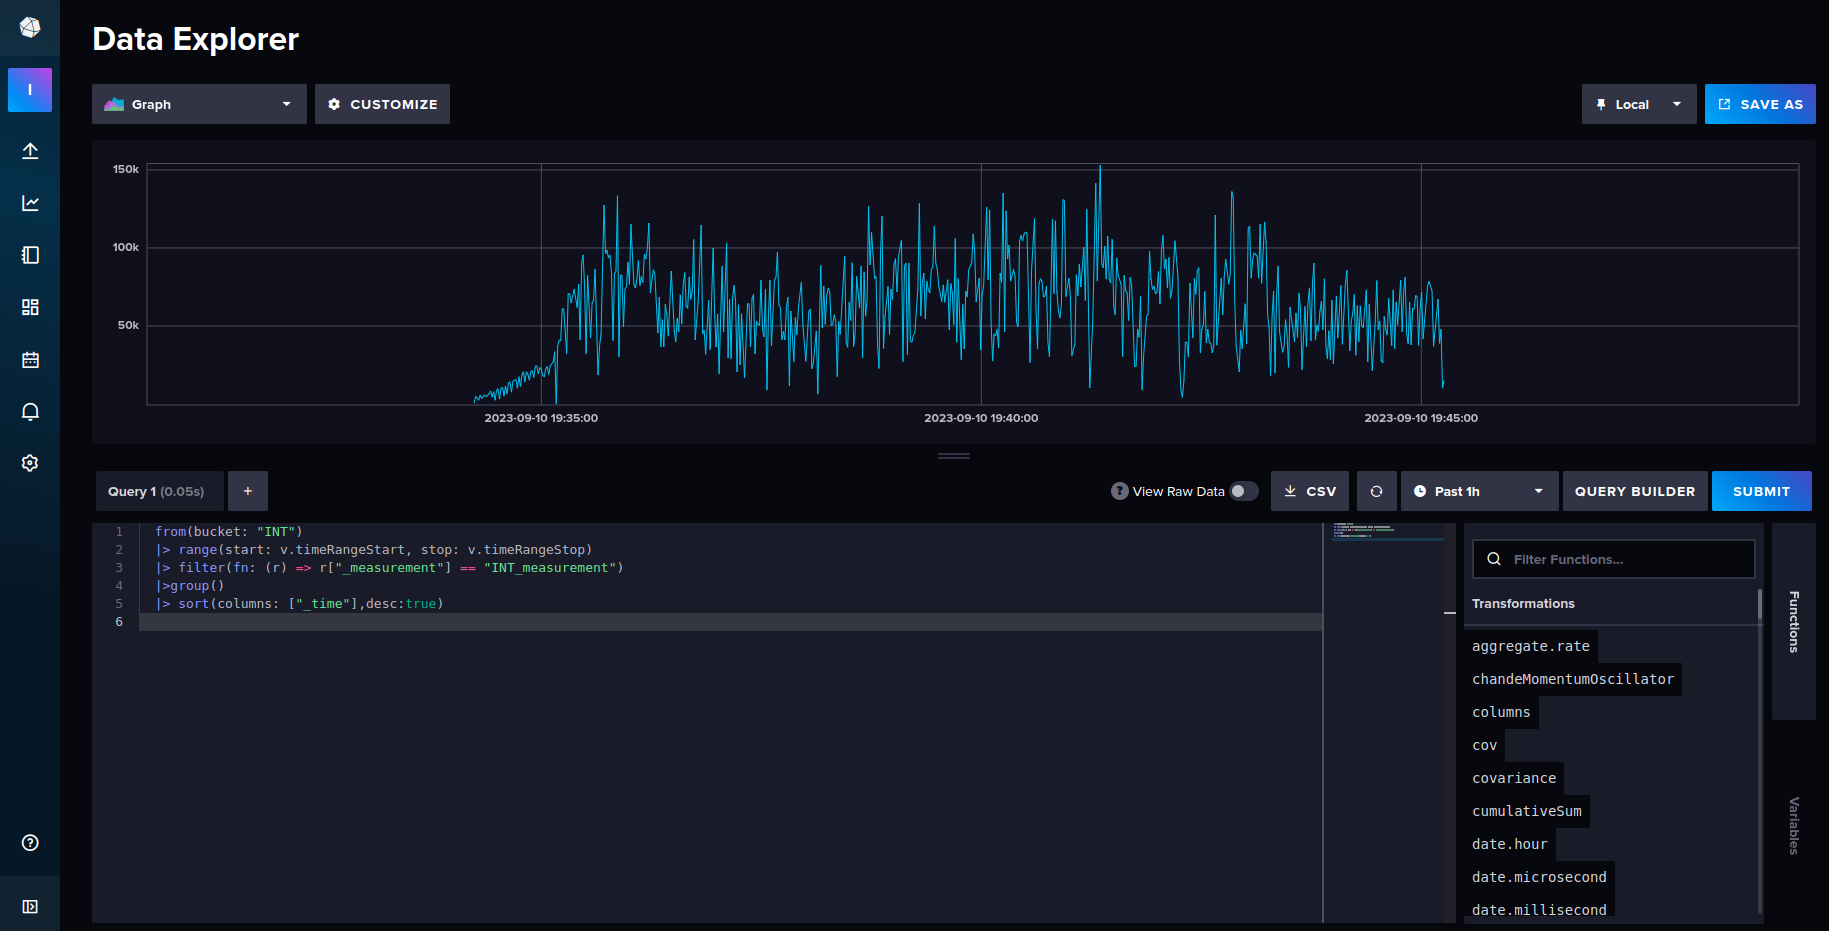 Data Explorer
I
Graph
CUSTOMIZE
Local
SAVE AS
150k
100k
50k
2023-09-10 19:35:00
2023-09-10 19:40:00
2023-09-10 19:45:00
Query 1 (0.05s)
+
? View Raw Data
CSV
Past 1h
QUERY BUILDER
SUBMIT
1 from(bucket: "INT")
2 |> range(start: v.timeRangeStart, stop: v.timeRangeStop)
3 |> filter(fn: (r) => r["_measurement"] == "INT_measurement")
4 |>group()
5 |> sort(columns: ["_time"],desc:true)
6
Filter Functions...
Transformations
aggregate.rate
chandeMomentumOscillator
columns
cov
covariance
cumulativeSum
date.hour
date.microsecond
date.millisecond
Functions
Variables
?